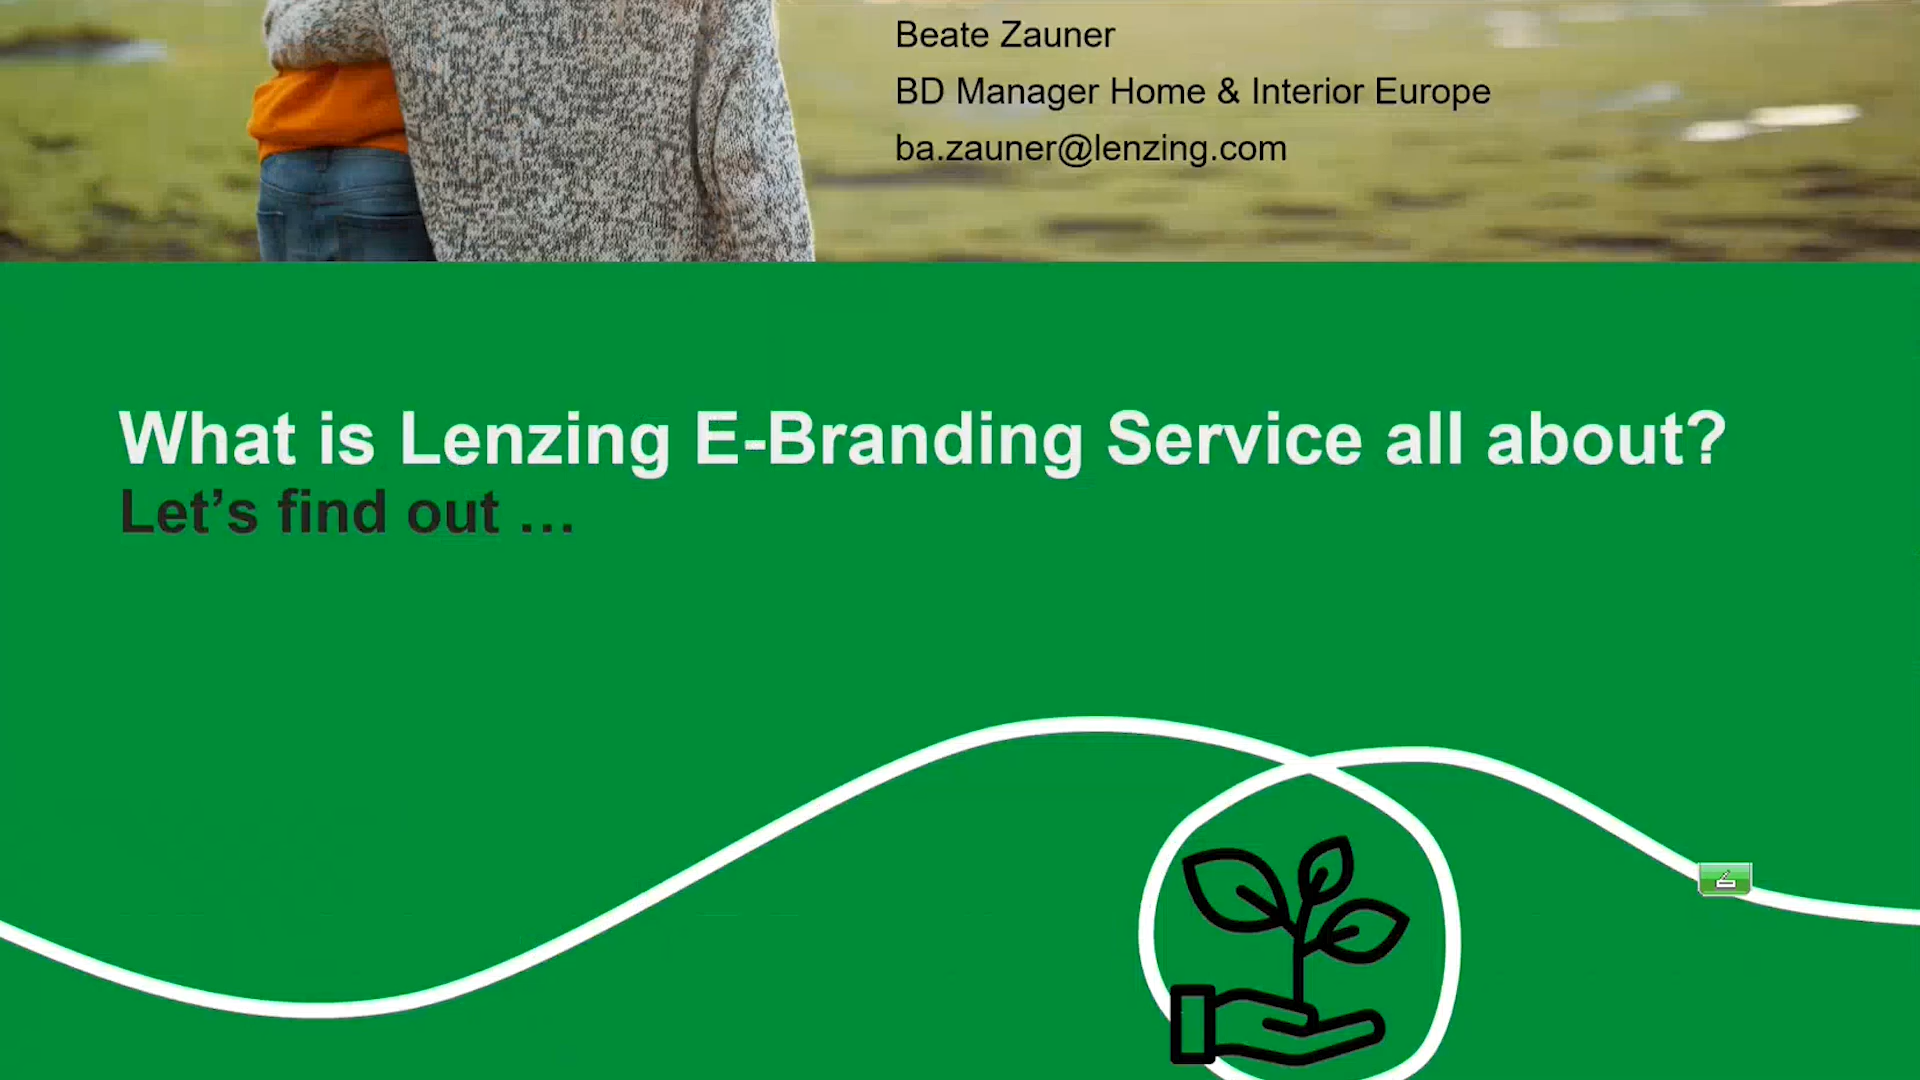 Beate Zauner
BD Manager Home & Interior Europe
ba.zauner@lenzing.com
What is Lenzing E-Branding Service all about?
Let’s find out …